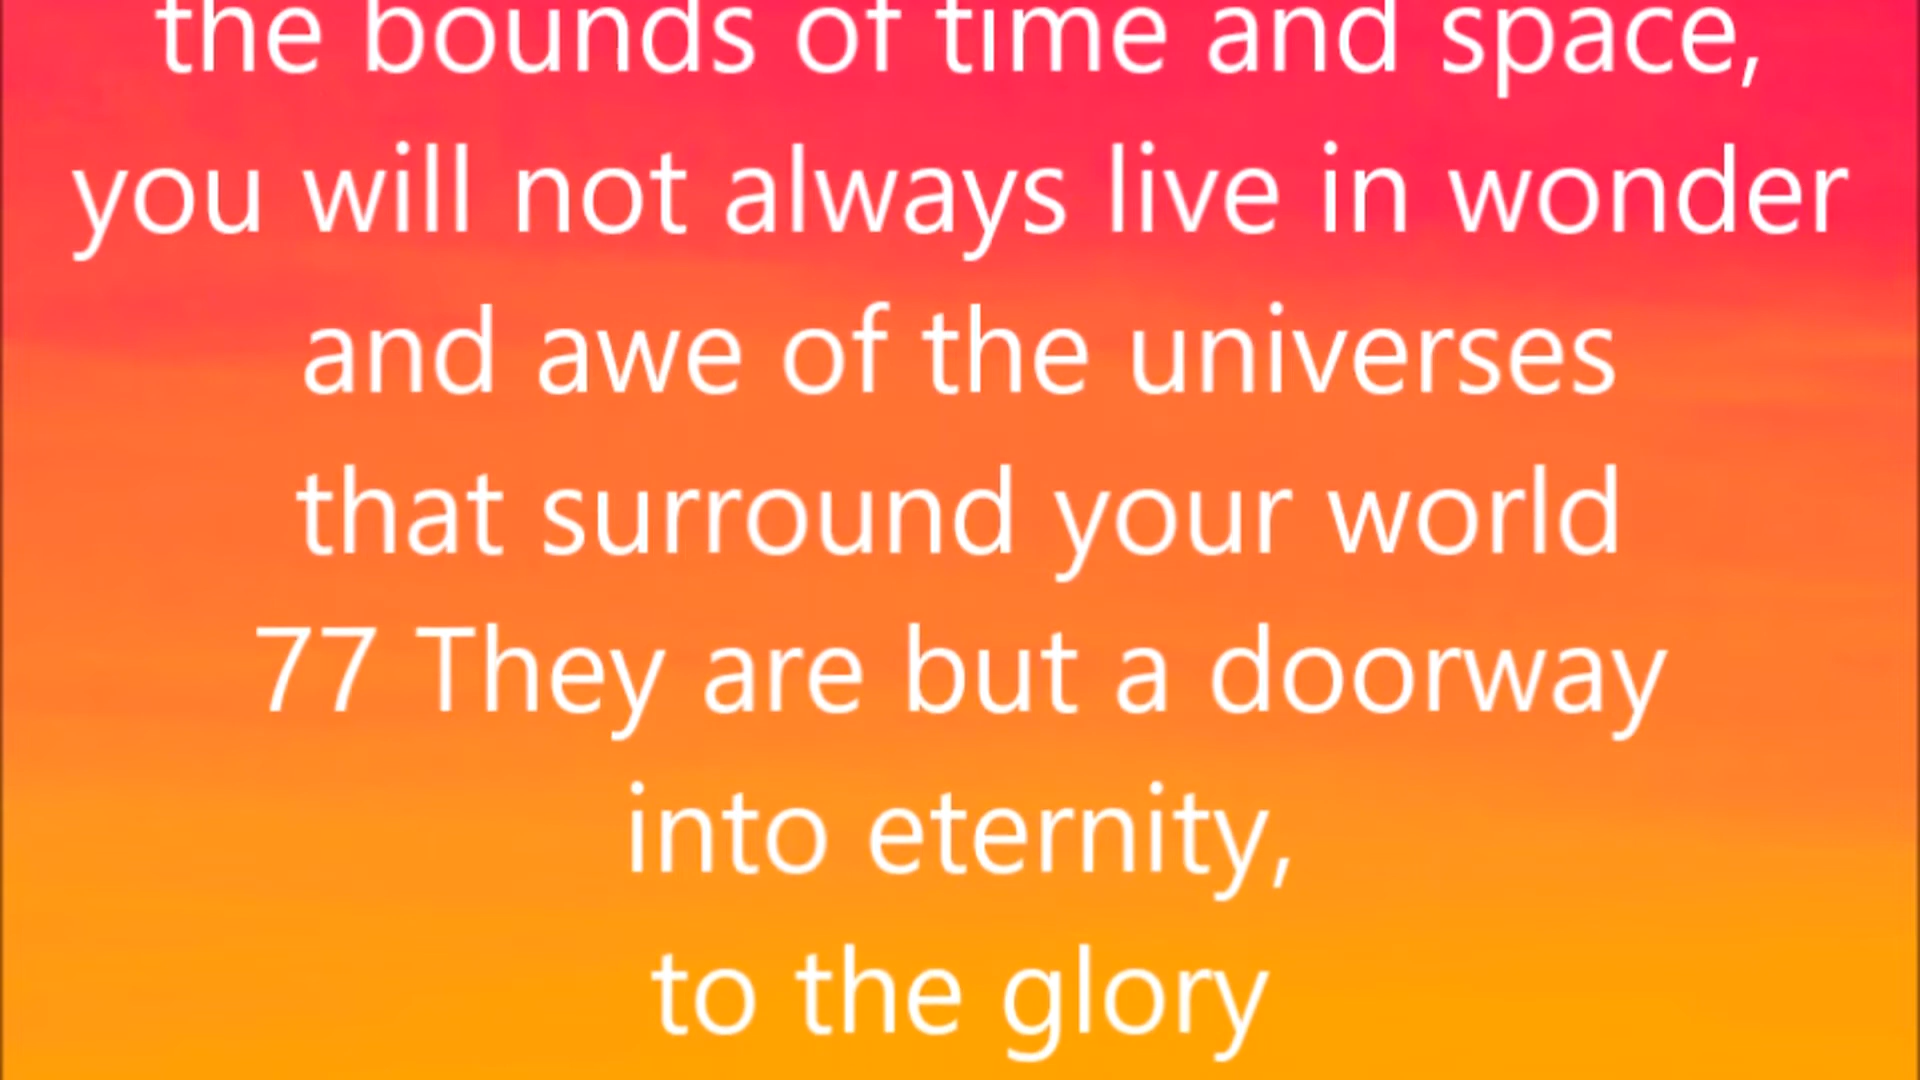 the bounds of time and space,
you will not always live in wonder
and awe of the universes
that surround your world
77 They are but a doorway
into eternity,
to the glory